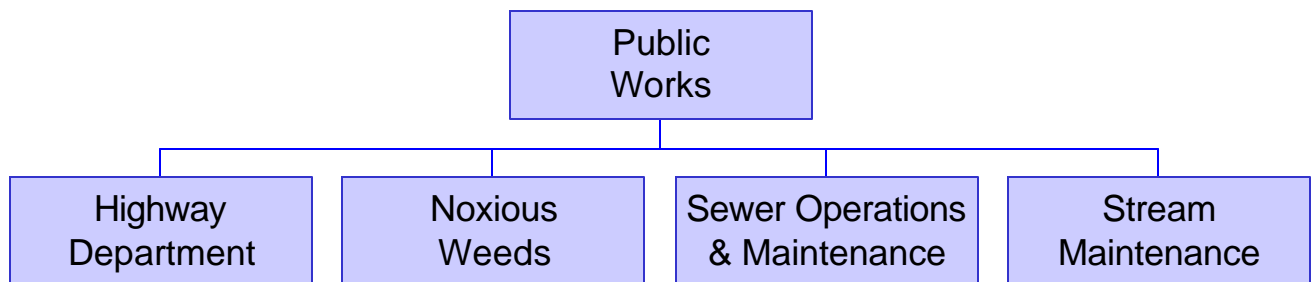 Public
Works
Highway
Department
Noxious
Weeds
Sewer Operations
& Maintenance
Stream
Maintenance